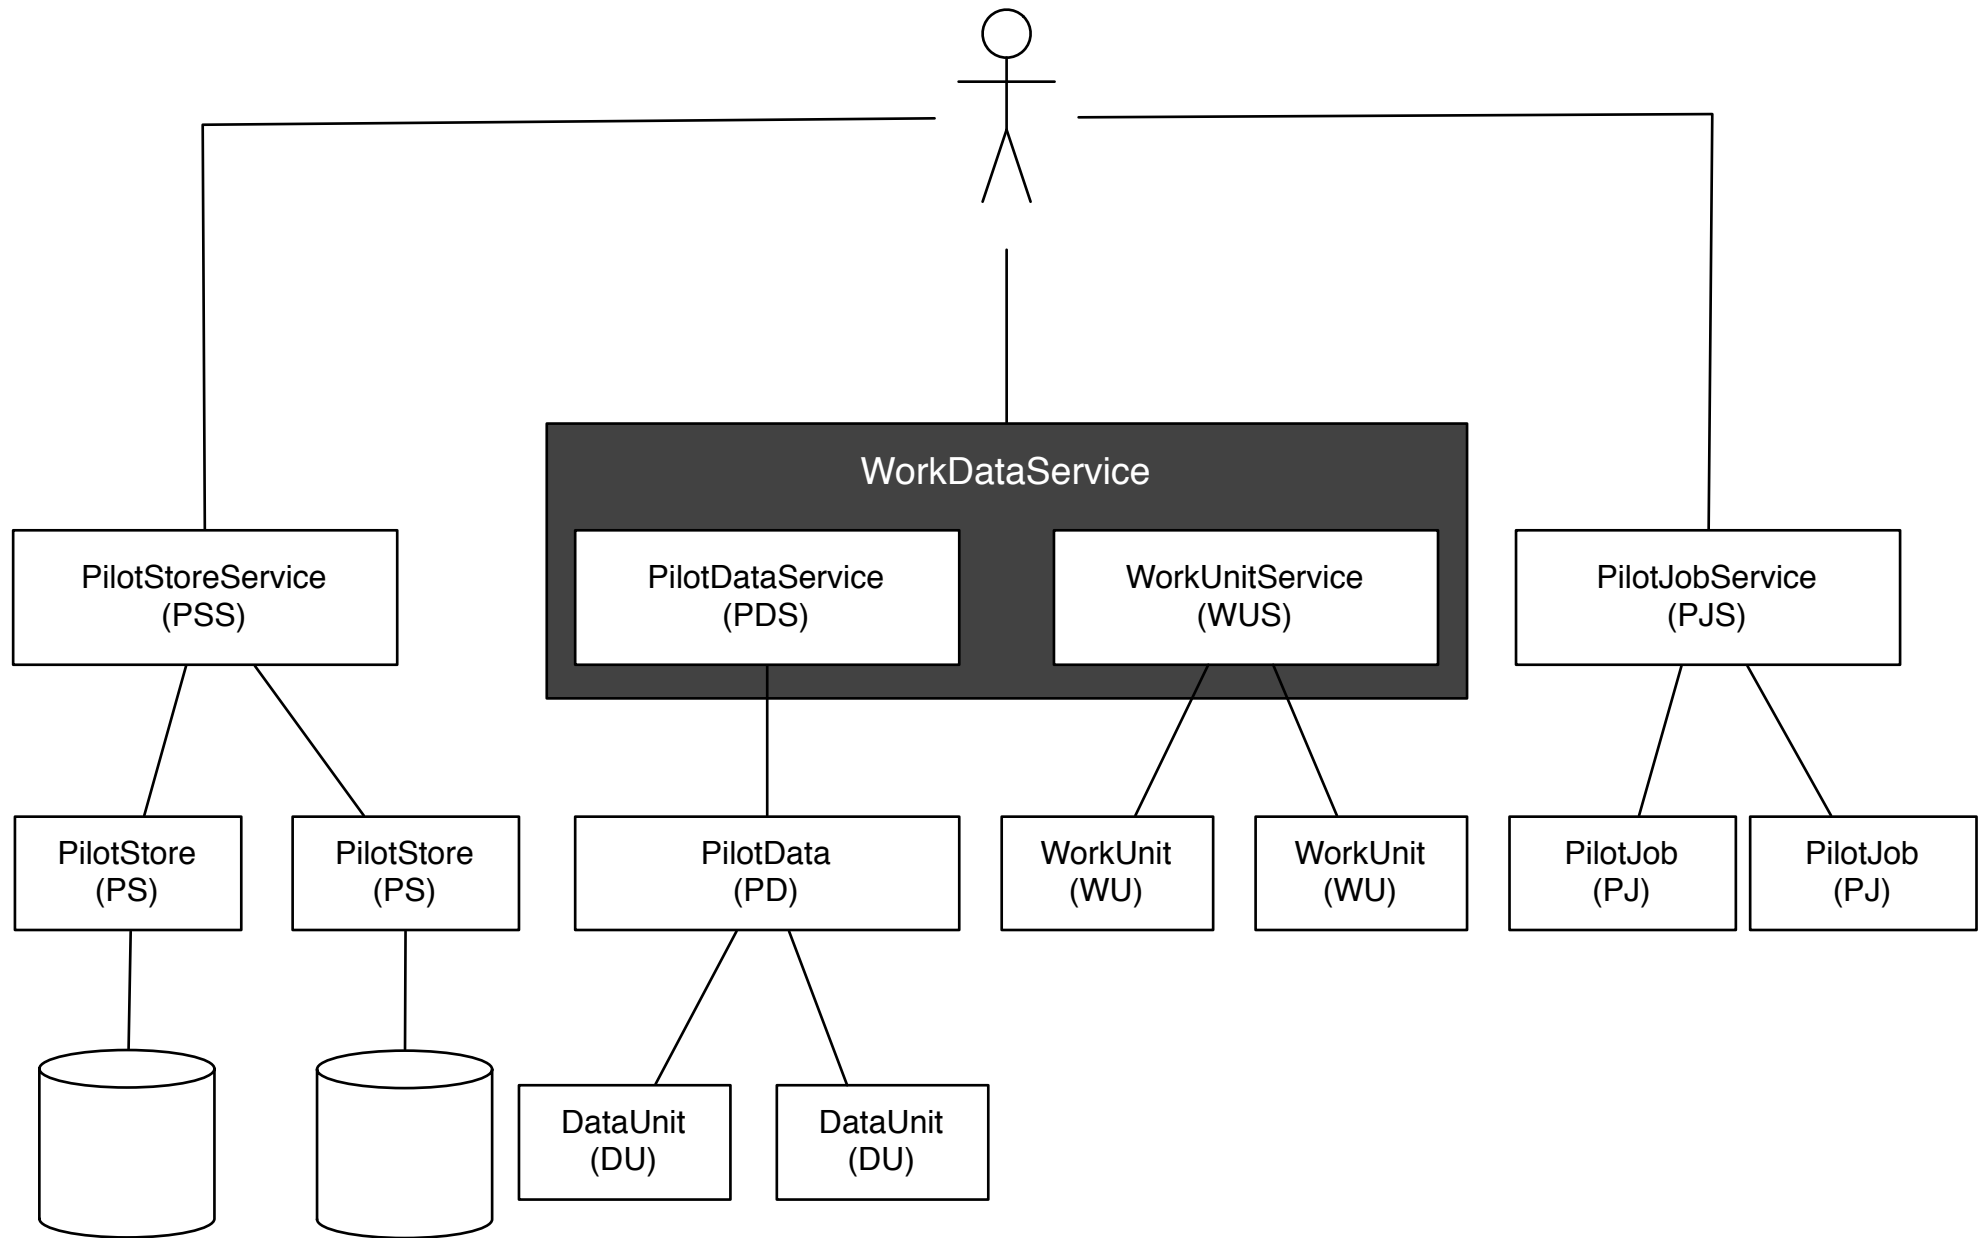 WorkDataService
PilotStoreService
(PSS)
PilotDataService
(PDS)
WorkUnitService
(WUS)
PilotJobService
(PJS)
PilotStore
(PS)
PilotStore
(PS)
PilotData
(PD)
WorkUnit
(WU)
WorkUnit
(WU)
PilotJob
(PJ)
PilotJob
(PJ)
DataUnit
(DU)
DataUnit
(DU)